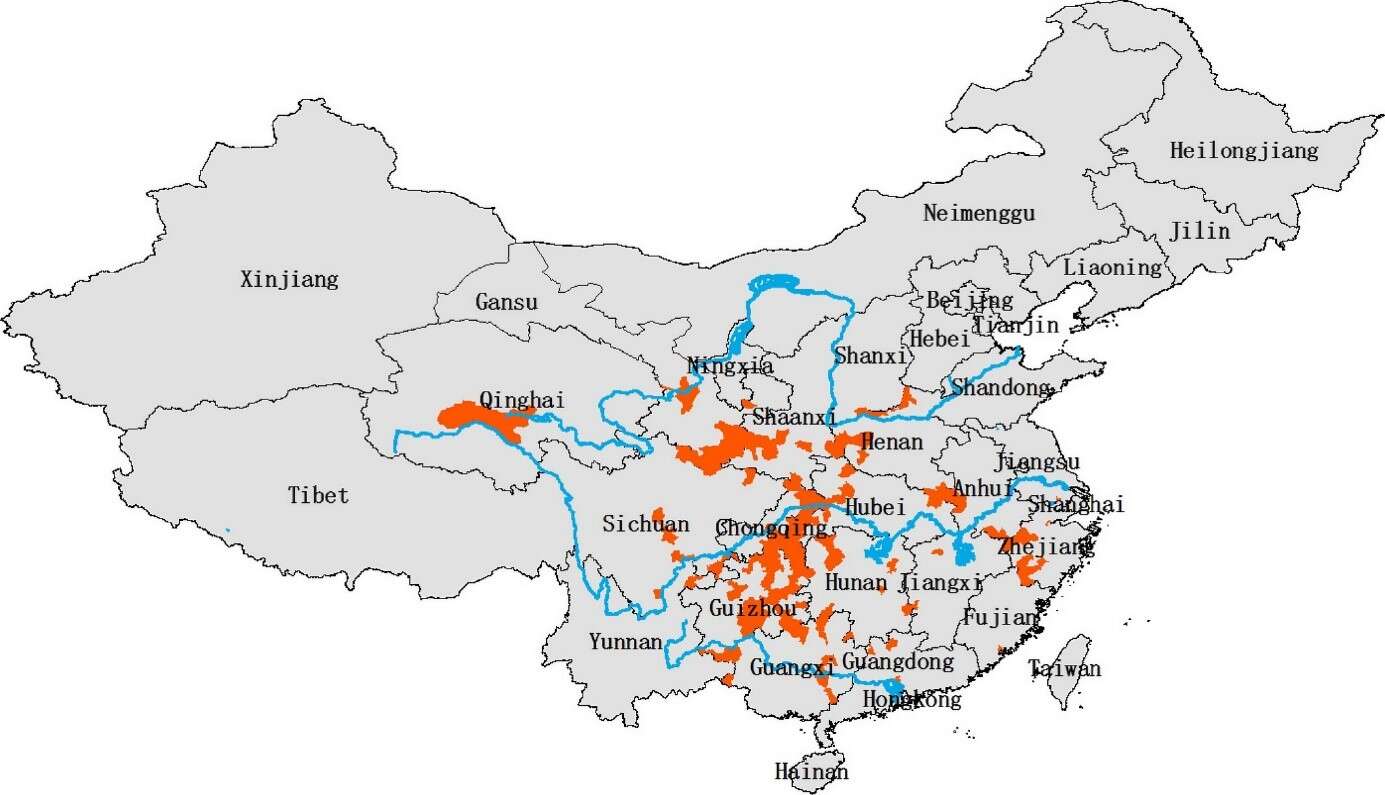 Heilongjiang
Neimenggu
Jilin
Liaoning
Xinjiang
Gansu
Beijing
Tianjin
Hebei
Shanxi
Ningxia
Shandong
Qinghai
Shaanxi
Henan
Jiangsu
Anhui
Tibet
Shanghai
Hubei
Sichuan
Chongqing
Zhejiang
Hunan
Jiangxi
Guizhou
Fujian
Yunnan
Guangxi
Guangdong
Taiwan
Hongkong
Hainan